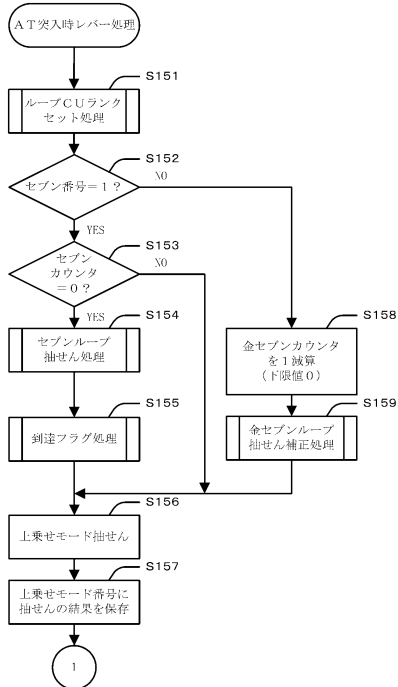 ＡＴ突入時レバー処理
S151
ループＣＵランク
セット処理
S152
セブン番号＝１？
NO
YES
S153
セブン
カウンタ
＝０？
NO
YES
S154
セブンループ
抽せん処理
S158
金セブンカウンタ
を１減算
（下限値０）
S155
到達フラグ処理
S159
金セブンループ
抽せん補正処理
S156
上乗せモード抽せん
S157
上乗せモード番号に
抽せんの結果を保存
1